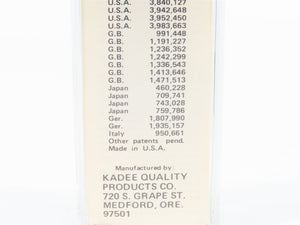 U.S.A. 3,840,127
U.S.A. 3,942,648
U.S.A. 3,952,450
U.S.A. 3,983,663
G.B. 991,448
G.B. 1,191,227
G.B. 1,236,352
G.B. 1,242,299
G.B. 1,336,543
G.B. 1,413,646
G.B. 1,471,513
Japan 460,228
Japan 709,741
Japan 743,028
Japan 759,786
Ger. 1,807,990
Ger. 1,935,157
Italy 950,661
Other patents pend.
Made in U.S.A.
Manufactured by:
KADEE QUALITY
PRODUCTS CO.
720 S. GRAPE ST.
MEDFORD, ORE.
97501